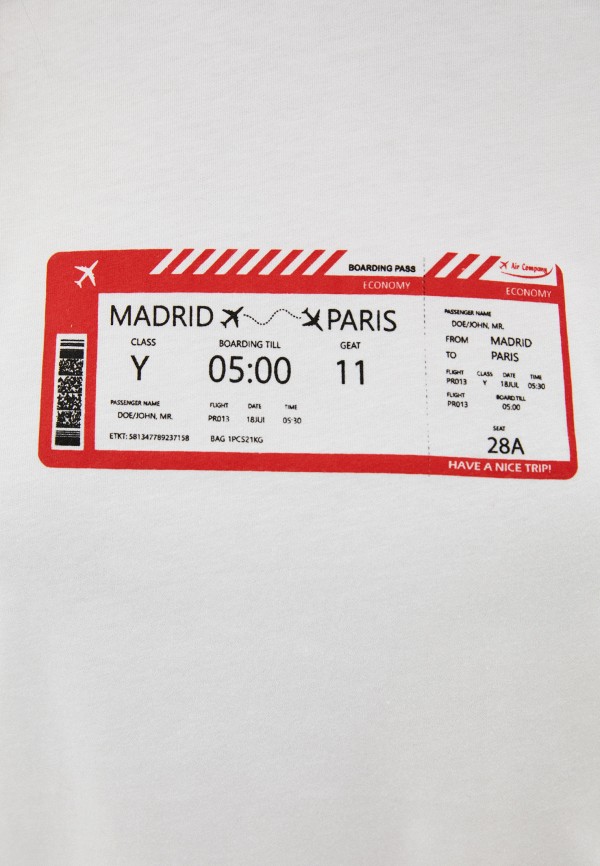 BOARDING PASS
ECONOMY
MADRID PARIS
CLASS BOARDING TILL GEAT
Y 05:00 11
PASSENGER NAME FLIGHT DATE TIME
DOE/JOHN, MR. PR013 18JUL 05:30
ETKT: 581347789237158 BAG 1PCS21KG
Air Company
ECONOMY
PASSENGER NAME
DOE/JOHN, MR.
FROM MADRID
TO PARIS
FLIGHT CLASS DATE TIME
PR013 Y 18JUL 05:30
FLIGHT BOARD TILL
PR013 05:00
SEAT
28A
HAVE A NICE TRIP!